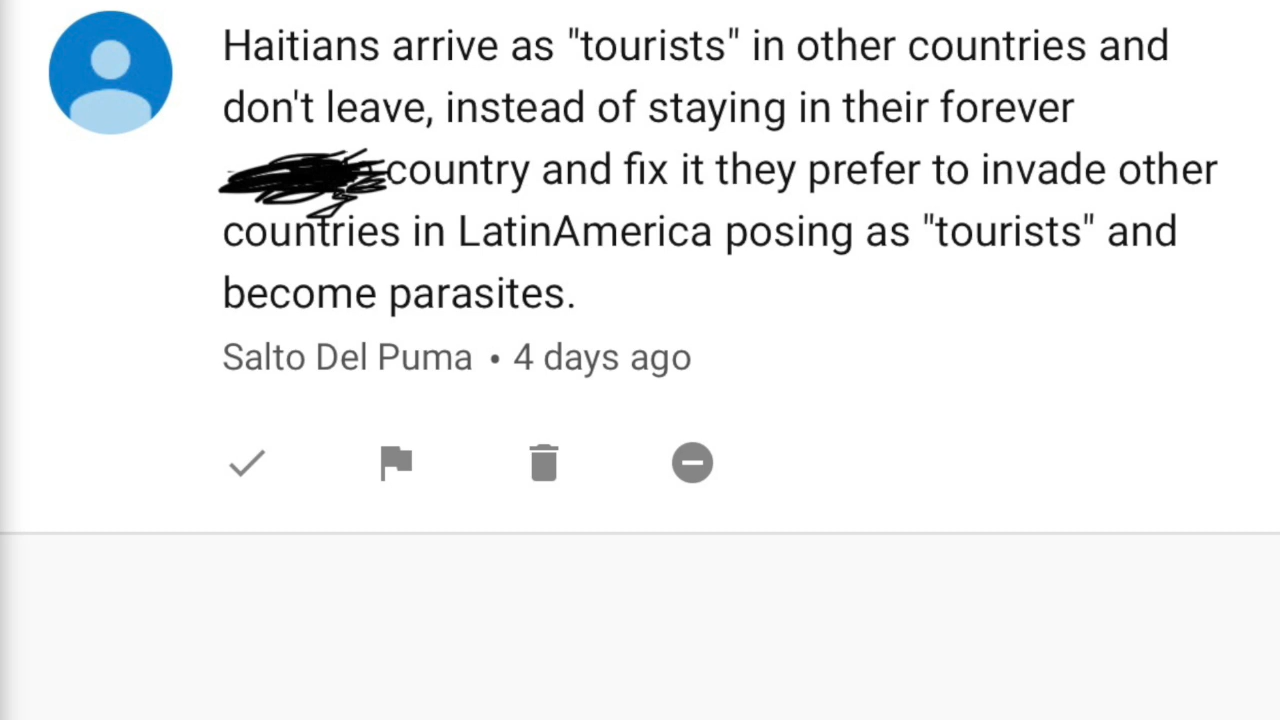 Haitians arrive as "tourists" in other countries and
don't leave, instead of staying in their forever
country and fix it they prefer to invade other
countries in LatinAmerica posing as "tourists" and
become parasites.
Salto Del Puma • 4 days ago